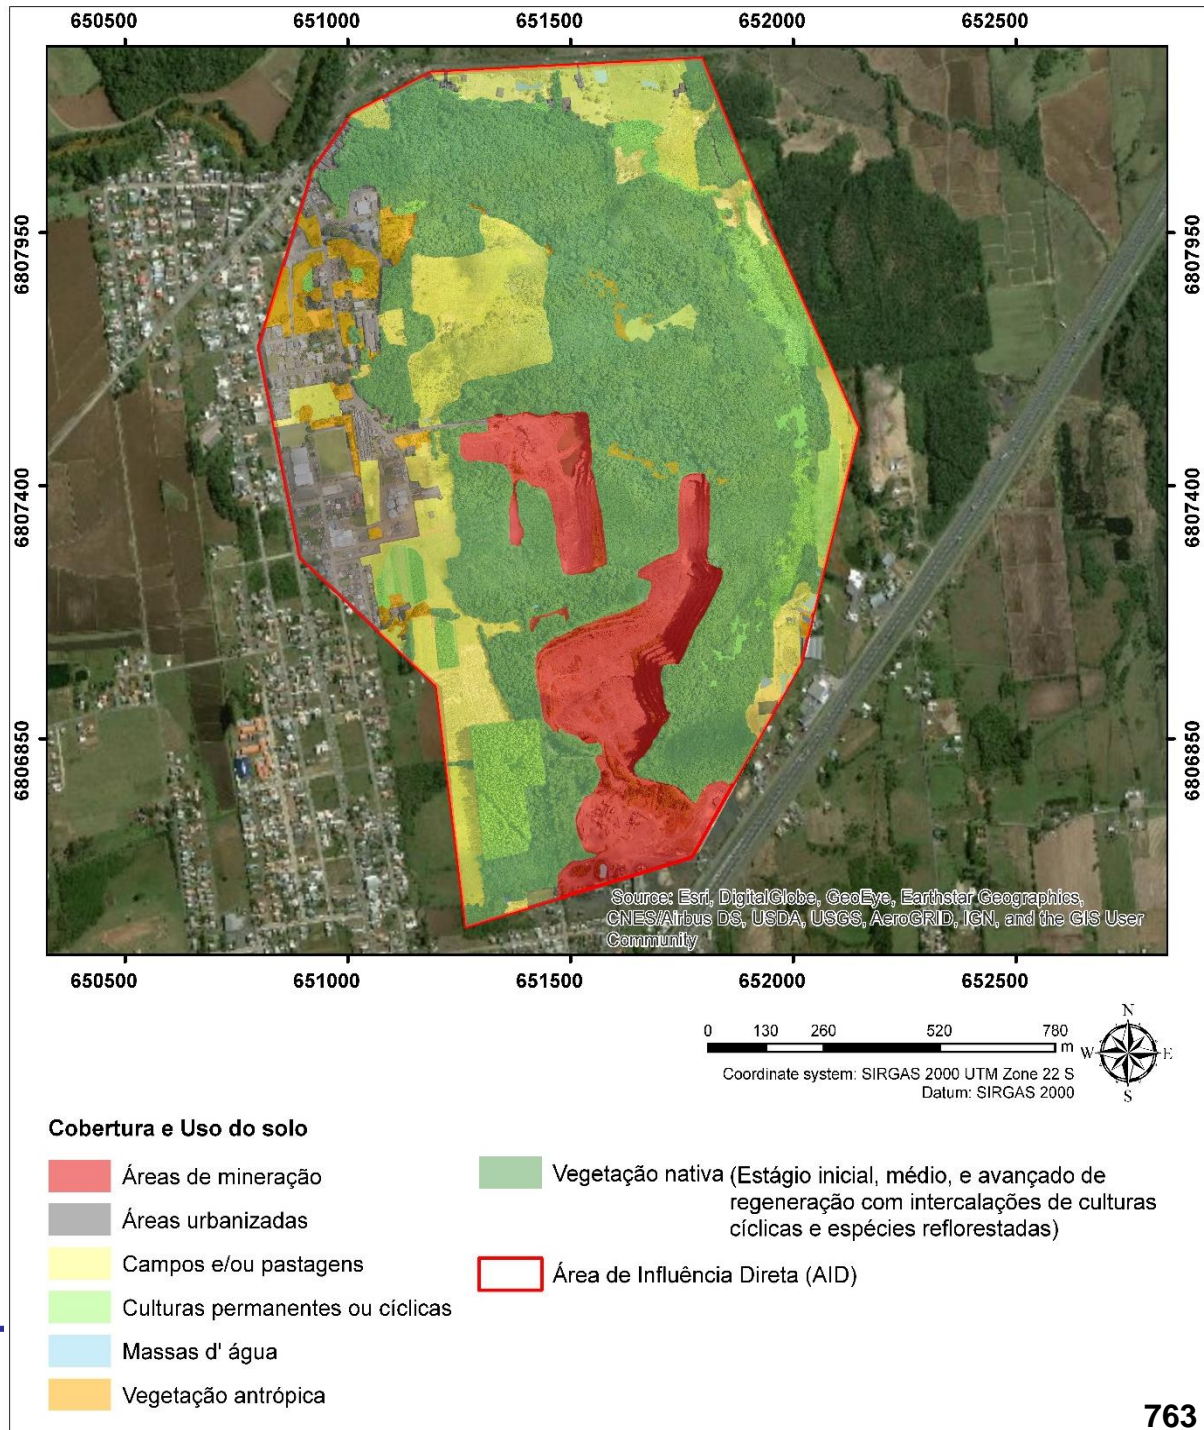 650500 651000 651500 652000 652500
6807950 6807950
6807400 6807400
6806850 6806850
Source: Esri, DigitalGlobe, GeoEye, Earthstar Geographics,
CNES/Airbus DS, USDA, USGS, AeroGRID, IGN, and the GIS User
Community
650500 651000 651500 652000 652500
0 130 260 520 780
m
N
W E
S
Coordinate system: SIRGAS 2000 UTM Zone 22 S
Datum: SIRGAS 2000
Cobertura e Uso do solo
Áreas de mineração
Áreas urbanizadas
Campos e/ou pastagens
Culturas permanentes ou cíclicas
Massas d' água
Vegetação antrópica
Vegetação nativa (Estágio inicial, médio, e avançado de
regeneração com intercalações de culturas
cíclicas e espécies reflorestadas)
Área de Influência Direta (AID)
763